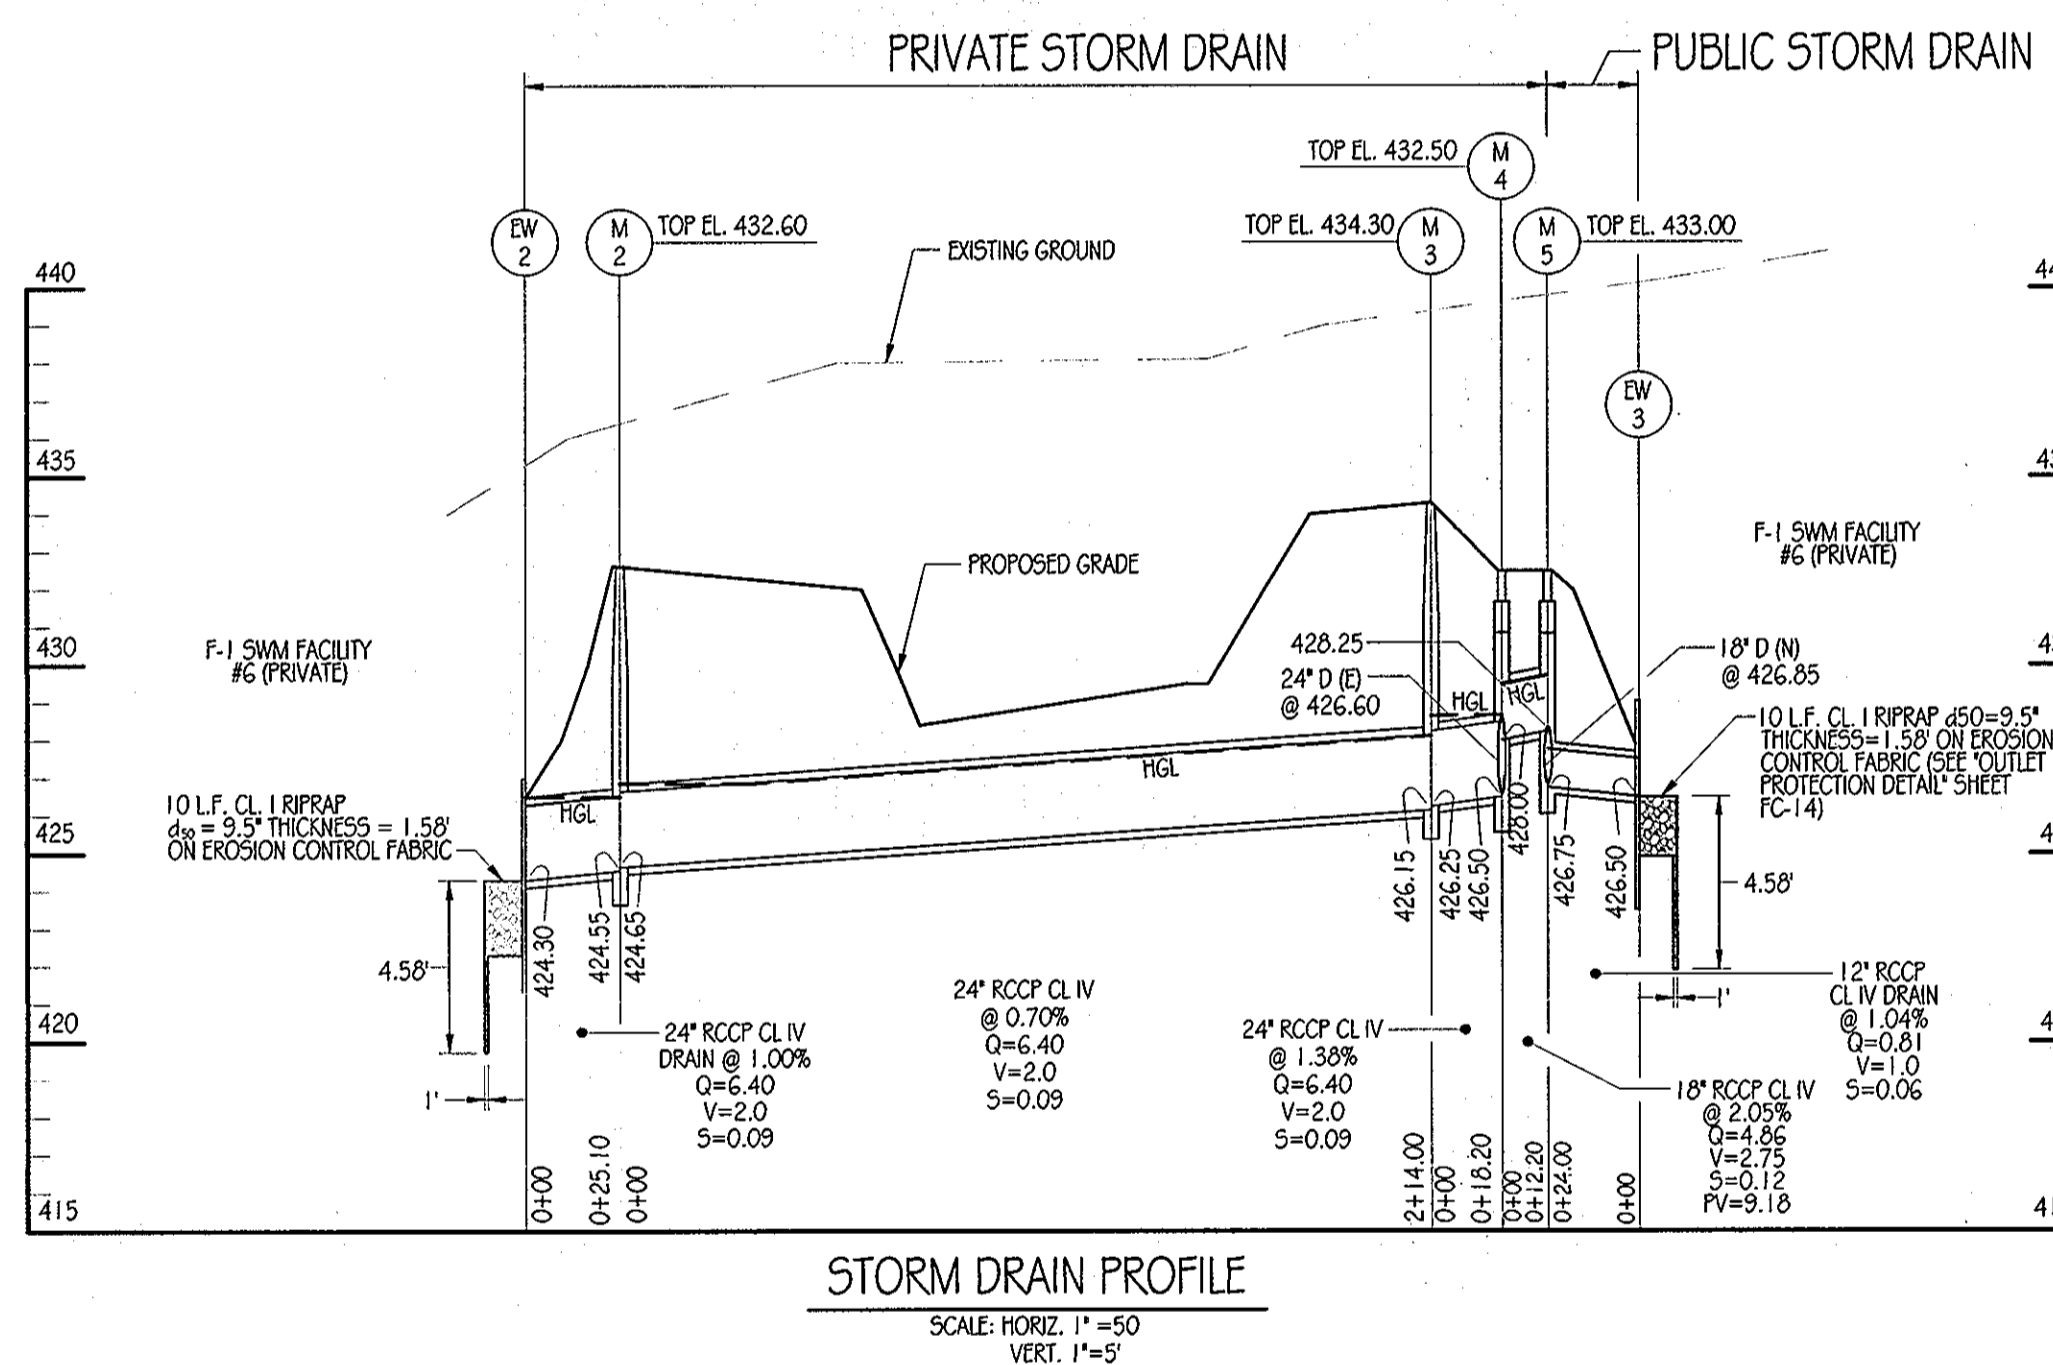 PRIVATE STORM DRAIN
PUBLIC STORM DRAIN
TOP EL. 432.50
M
4
EW
2
M
2
TOP EL. 432.60
TOP EL. 434.30
M
3
M
5
TOP EL. 433.00
EXISTING GROUND
EW
3
440
435
430
425
420
415
F-1 SWM FACILITY
#6 (PRIVATE)
F-1 SWM FACILITY
#6 (PRIVATE)
PROPOSED GRADE
428.25
24" D (E)
@ 426.60
18" D (N)
@ 426.85
HGL
HGL
HGL
HGL
10 L.F. CL. I RIPRAP
d50 = 9.5" THICKNESS = 1.58'
ON EROSION CONTROL FABRIC
10 L.F. CL. I RIPRAP d50=9.5"
THICKNESS=1.58' ON EROSION
CONTROL FABRIC (SEE "OUTLET
PROTECTION DETAIL" SHEET
FC-14)
4.58'
1'
4.58'
1'
424.30
424.55
424.65
426.15
426.25
426.50
428.00
426.75
426.50
24" RCCP CL IV
DRAIN @ 1.00%
Q=6.40
V=2.0
S=0.09
24" RCCP CL IV
@ 0.70%
Q=6.40
V=2.0
S=0.09
24" RCCP CL IV
@ 1.38%
Q=6.40
V=2.0
S=0.09
18" RCCP CL IV
@ 2.05%
Q=4.86
V=2.75
S=0.12
PV=9.18
12" RCCP
CL IV DRAIN
@ 1.04%
Q=0.81
V=1.0
S=0.06
0+00
0+25.10
0+00
2+14.00
0+00
0+18.20
0+00
0+12.20
0+24.00
0+00
STORM DRAIN PROFILE
SCALE: HORIZ. 1" =50
VERT. 1"=5'